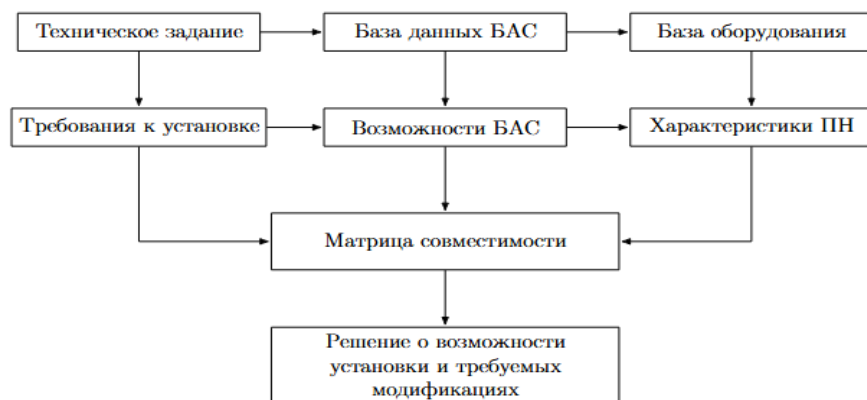 Техническое задание
База данных БАС
База оборудования
Требования к установке
Возможности БАС
Характеристики ПН
Матрица совместимости
Решение о возможности
установки и требуемых
модификациях